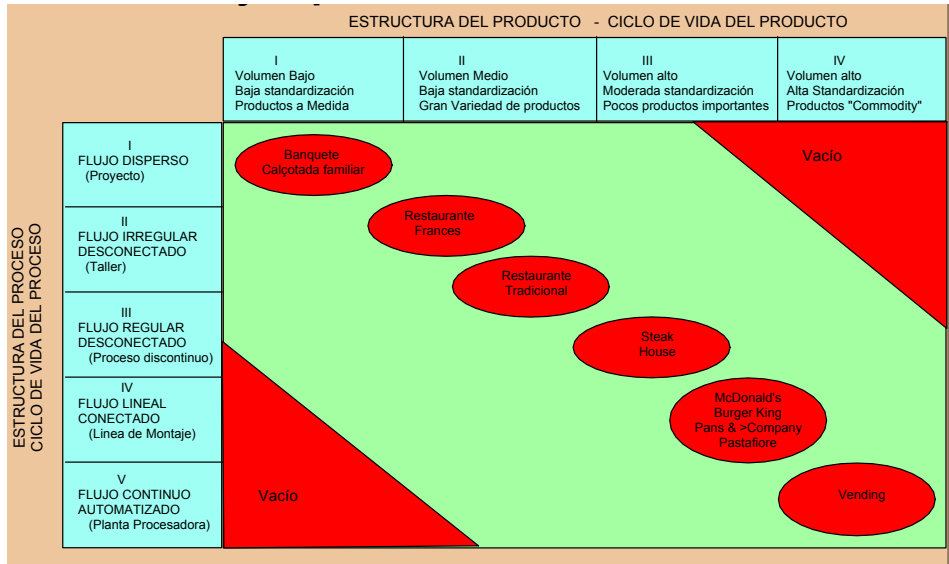 ESTRUCTURA DEL PRODUCTO - CICLO DE VIDA DEL PRODUCTO
I
Volumen Bajo
Baja standardización
Productos a Medida
II
Volumen Medio
Baja standardización
Gran Variedad de productos
III
Volumen alto
Moderada standardización
Pocos productos importantes
IV
Volumen alto
Alta Standardización
Productos "Commodity"
ESTRUCTURA DEL PROCESO
CICLO DE VIDA DEL PROCESO
I
FLUJO DISPERSO
(Proyecto)
II
FLUJO IRREGULAR
DESCONECTADO
(Taller)
III
FLUJO REGULAR
DESCONECTADO
(Proceso discontinuo)
IV
FLUJO LINEAL
CONECTADO
(Linea de Montaje)
V
FLUJO CONTINUO
AUTOMATIZADO
(Planta Procesadora)
Banquete
Calçotada familiar
Vacío
Restaurante
Frances
Restaurante
Tradicional
Steak
House
McDonald's
Burger King
Pans & >Company
Pastafiore
Vacío
Vending